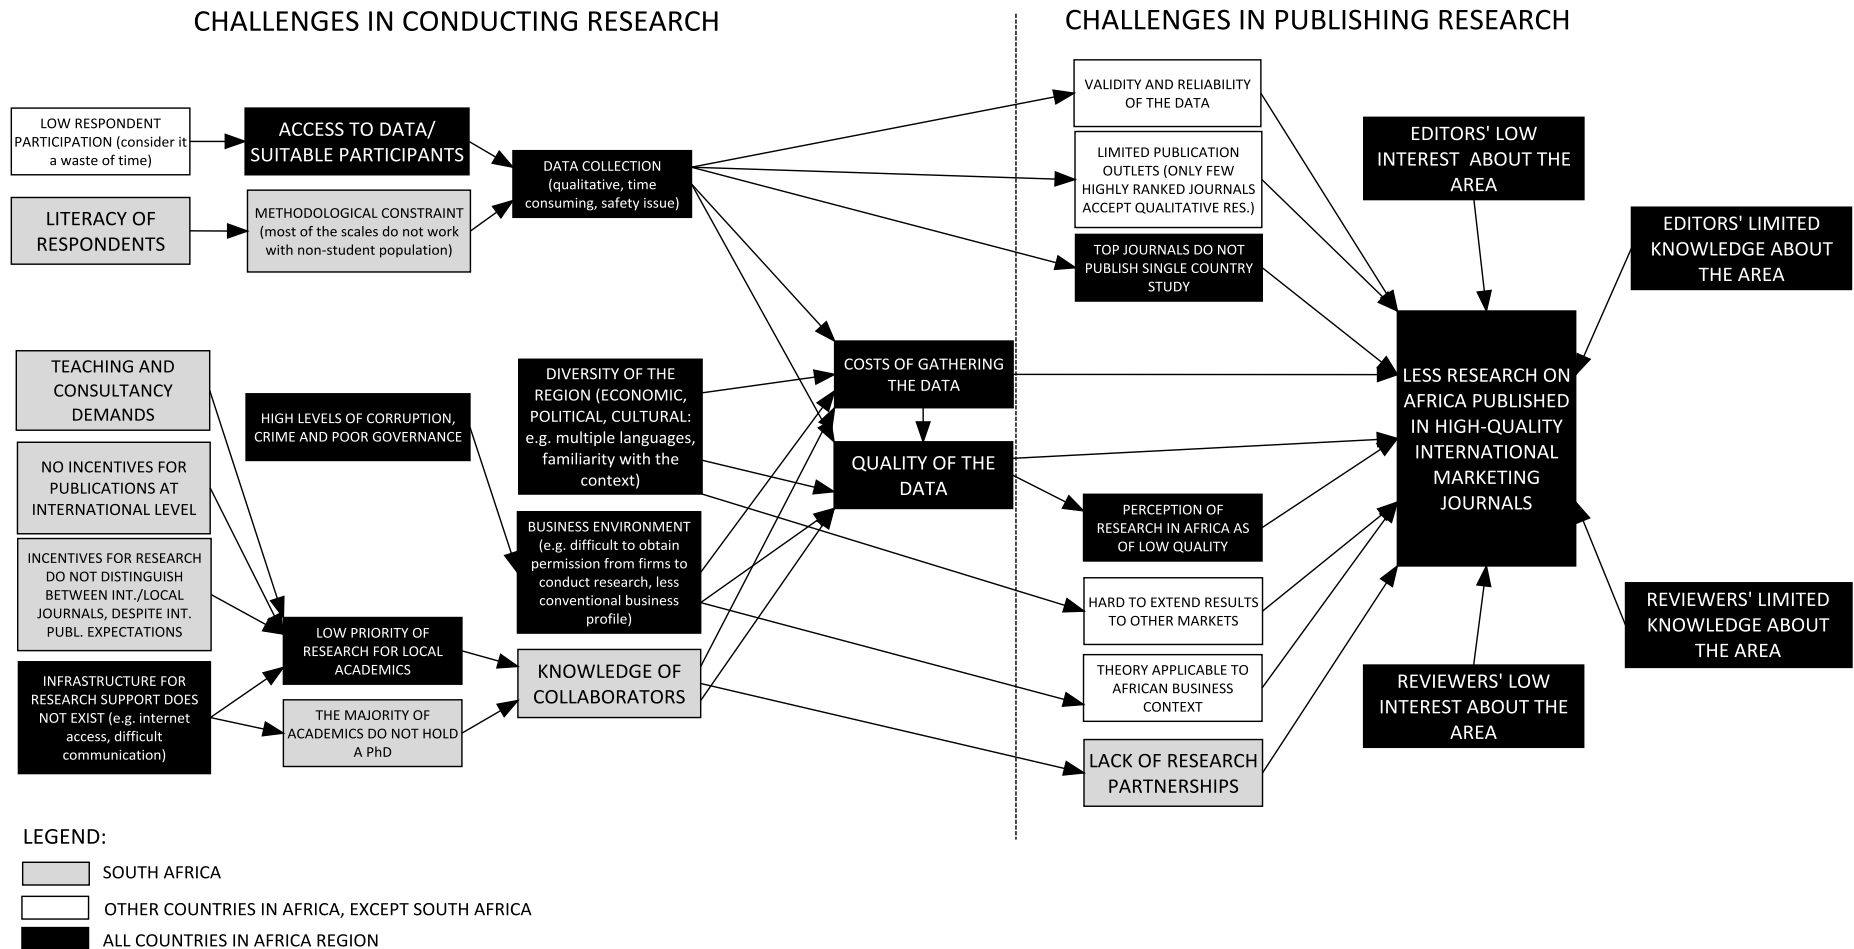 CHALLENGES IN CONDUCTING RESEARCH
CHALLENGES IN PUBLISHING RESEARCH
LOW RESPONDENT
PARTICIPATION (consider it
a waste of time)
ACCESS TO DATA/
SUITABLE PARTICIPANTS
LITERACY OF
RESPONDENTS
METHODOLOGICAL CONSTRAINT
(most of the scales do not work
with non-student population)
DATA COLLECTION
(qualitative, time
consuming, safety issue)
TEACHING AND
CONSULTANCY
DEMANDS
NO INCENTIVES FOR
PUBLICATIONS AT
INTERNATIONAL LEVEL
INCENTIVES FOR RESEARCH
DO NOT DISTINGUISH
BETWEEN INT./LOCAL
JOURNALS, DESPITE INT.
PUBL. EXPECTATIONS
INFRASTRUCTURE FOR
RESEARCH SUPPORT DOES
NOT EXIST (e.g. internet
access, difficult
communication)
HIGH LEVELS OF CORRUPTION,
CRIME AND POOR GOVERNANCE
LOW PRIORITY OF
RESEARCH FOR LOCAL
ACADEMICS
THE MAJORITY OF
ACADEMICS DO NOT HOLD
A PhD
DIVERSITY OF THE
REGION (ECONOMIC,
POLITICAL, CULTURAL:
e.g. multiple languages,
familiarity with the
context)
BUSINESS ENVIRONMENT
(e.g. difficult to obtain
permission from firms to
conduct research, less
conventional business
profile)
KNOWLEDGE OF
COLLABORATORS
COSTS OF GATHERING
THE DATA
QUALITY OF THE
DATA
VALIDITY AND RELIABILITY
OF THE DATA
LIMITED PUBLICATION
OUTLETS (ONLY FEW
HIGHLY RANKED JOURNALS
ACCEPT QUALITATIVE RES.)
TOP JOURNALS DO NOT
PUBLISH SINGLE COUNTRY
STUDY
PERCEPTION OF
RESEARCH IN AFRICA AS
OF LOW QUALITY
HARD TO EXTEND RESULTS
TO OTHER MARKETS
THEORY APPLICABLE TO
AFRICAN BUSINESS
CONTEXT
LACK OF RESEARCH
PARTNERSHIPS
EDITORS' LOW
INTEREST ABOUT THE
AREA
EDITORS' LIMITED
KNOWLEDGE ABOUT
THE AREA
LESS RESEARCH ON
AFRICA PUBLISHED
IN HIGH-QUALITY
INTERNATIONAL
MARKETING
JOURNALS
REVIEWERS' LIMITED
KNOWLEDGE ABOUT
THE AREA
REVIEWERS' LOW
INTEREST ABOUT THE
AREA
LEGEND:
SOUTH AFRICA
OTHER COUNTRIES IN AFRICA, EXCEPT SOUTH AFRICA
ALL COUNTRIES IN AFRICA REGION